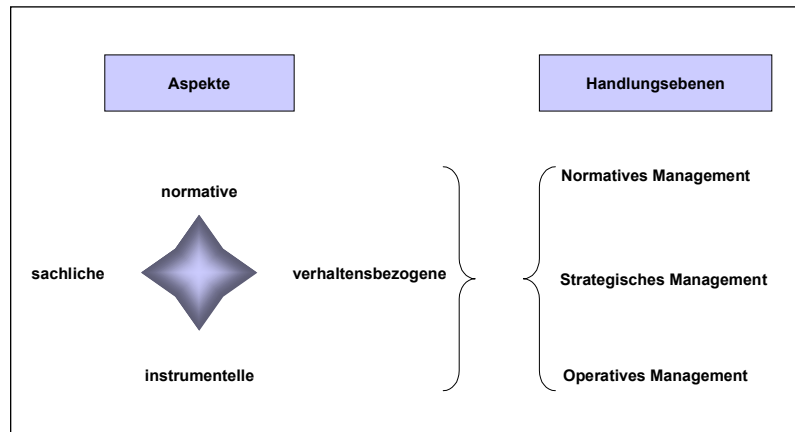 Aspekte
Handlungsebenen
normative
sachliche
verhaltensbezogene
instrumentelle
Normatives Management
Strategisches Management
Operatives Management